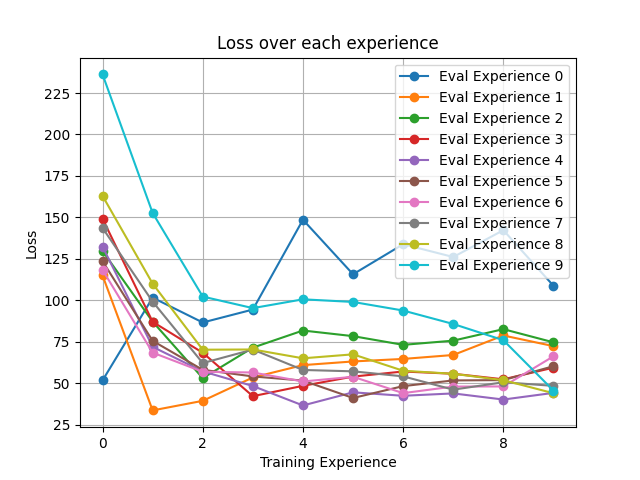 Loss over each experience
Eval Experience 0
Eval Experience 1
Eval Experience 2
Eval Experience 3
Eval Experience 4
Eval Experience 5
Eval Experience 6
Eval Experience 7
Eval Experience 8
Eval Experience 9
Loss
225
200
175
150
125
100
75
50
25
0 2 4 6 8
Training Experience